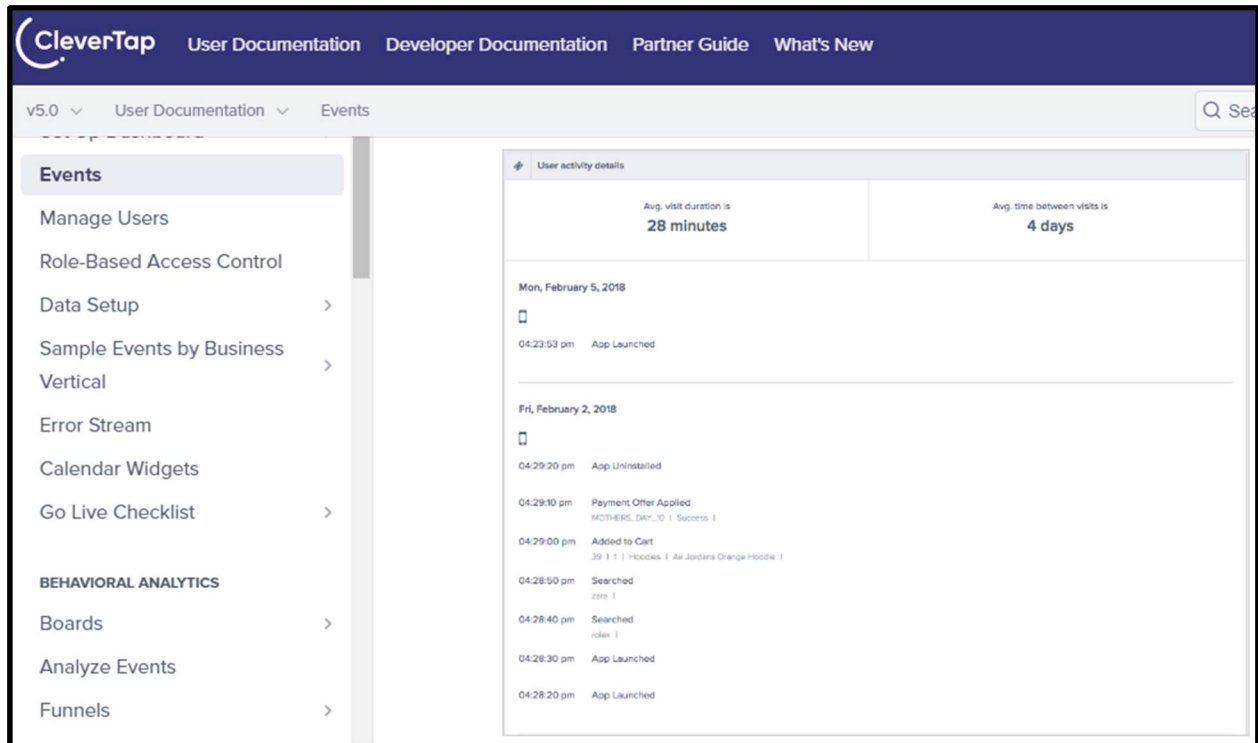 CleverTap User Documentation Developer Documentation Partner Guide What's New
v5.0 User Documentation Events
Events
Manage Users
Role-Based Access Control
Data Setup
Sample Events by Business
Vertical
Error Stream
Calendar Widgets
Go Live Checklist
BEHAVIORAL ANALYTICS
Boards
Analyze Events
Funnels
User activity details
Avg. visit duration is
28 minutes
Avg. time between visits is
4 days
Mon, February 5, 2018
04:23:53 pm App Launched
Fri, February 2, 2018
04:29:20 pm App Uninstalled
04:29:10 pm Payment Offer Applied
MOTHERS_DAY_10 | Success |
04:29:00 pm Added to Cart
39 | 1 | Hoodies | Air Jordans Orange Hoodie |
04:28:50 pm Searched
zara |
04:28:40 pm Searched
rolex |
04:28:30 pm App Launched
04:28:20 pm App Launched